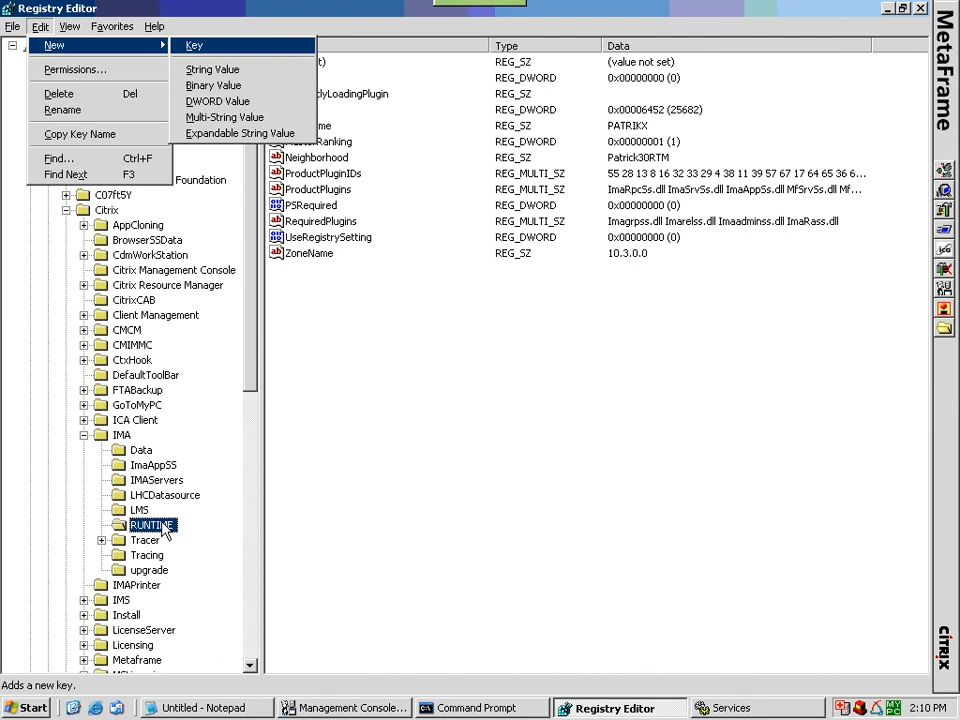 Registry Editor
File Edit View Favorites Help
New
Permissions...
Delete Del
Rename
Copy Key Name
Find... Ctrl+F
Find Next F3
Key
String Value
Binary Value
DWORD Value
Multi-String Value
Expandable String Value
Foundation
C07ft5Y
Citrix
AppCloning
BrowserSSData
CdmWorkStation
Citrix Management Console
Citrix Resource Manager
CitrixCAB
Client Management
CMCM
CMIMMC
CtxHook
DefaultToolBar
FTABackup
GoToMyPC
ICA Client
IMA
Data
ImaAppSS
IMAServers
LHCDatasource
LMS
RUNTIME
Tracer
Tracing
upgrade
IMAPrinter
IMS
Install
LicenseServer
Licensing
Metaframe
Type Data
REG_SZ (value not set)
REG_DWORD 0x00000000 (0)
tlyLoadingPlugin REG_SZ
REG_DWORD 0x00006452 (25682)
me REG_SZ PATRIKX
Ranking REG_DWORD 0x00000001 (1)
Neighborhood REG_SZ Patrick30RTM
ProductPluginIDs REG_MULTI_SZ 55 28 13 8 16 32 33 29 4 38 11 39 57 67 17 64 65 36 6...
ProductPlugins REG_MULTI_SZ ImaRpcSs.dll ImaSrvSs.dll ImaAppSs.dll MfSrvSs.dll Mf...
PSRequired REG_DWORD 0x00000000 (0)
RequiredPlugins REG_MULTI_SZ Imagrpss.dll Imarelss.dll Imaadminss.dll ImaRass.dll
UseRegistrySetting REG_DWORD 0x00000000 (0)
ZoneName REG_SZ 10.3.0.0
MetaFrame
ica
CITRIX
Adds a new key.
Start
Untitled - Notepad
Management Console...
Command Prompt
Registry Editor
Services
MY PC
2:10 PM